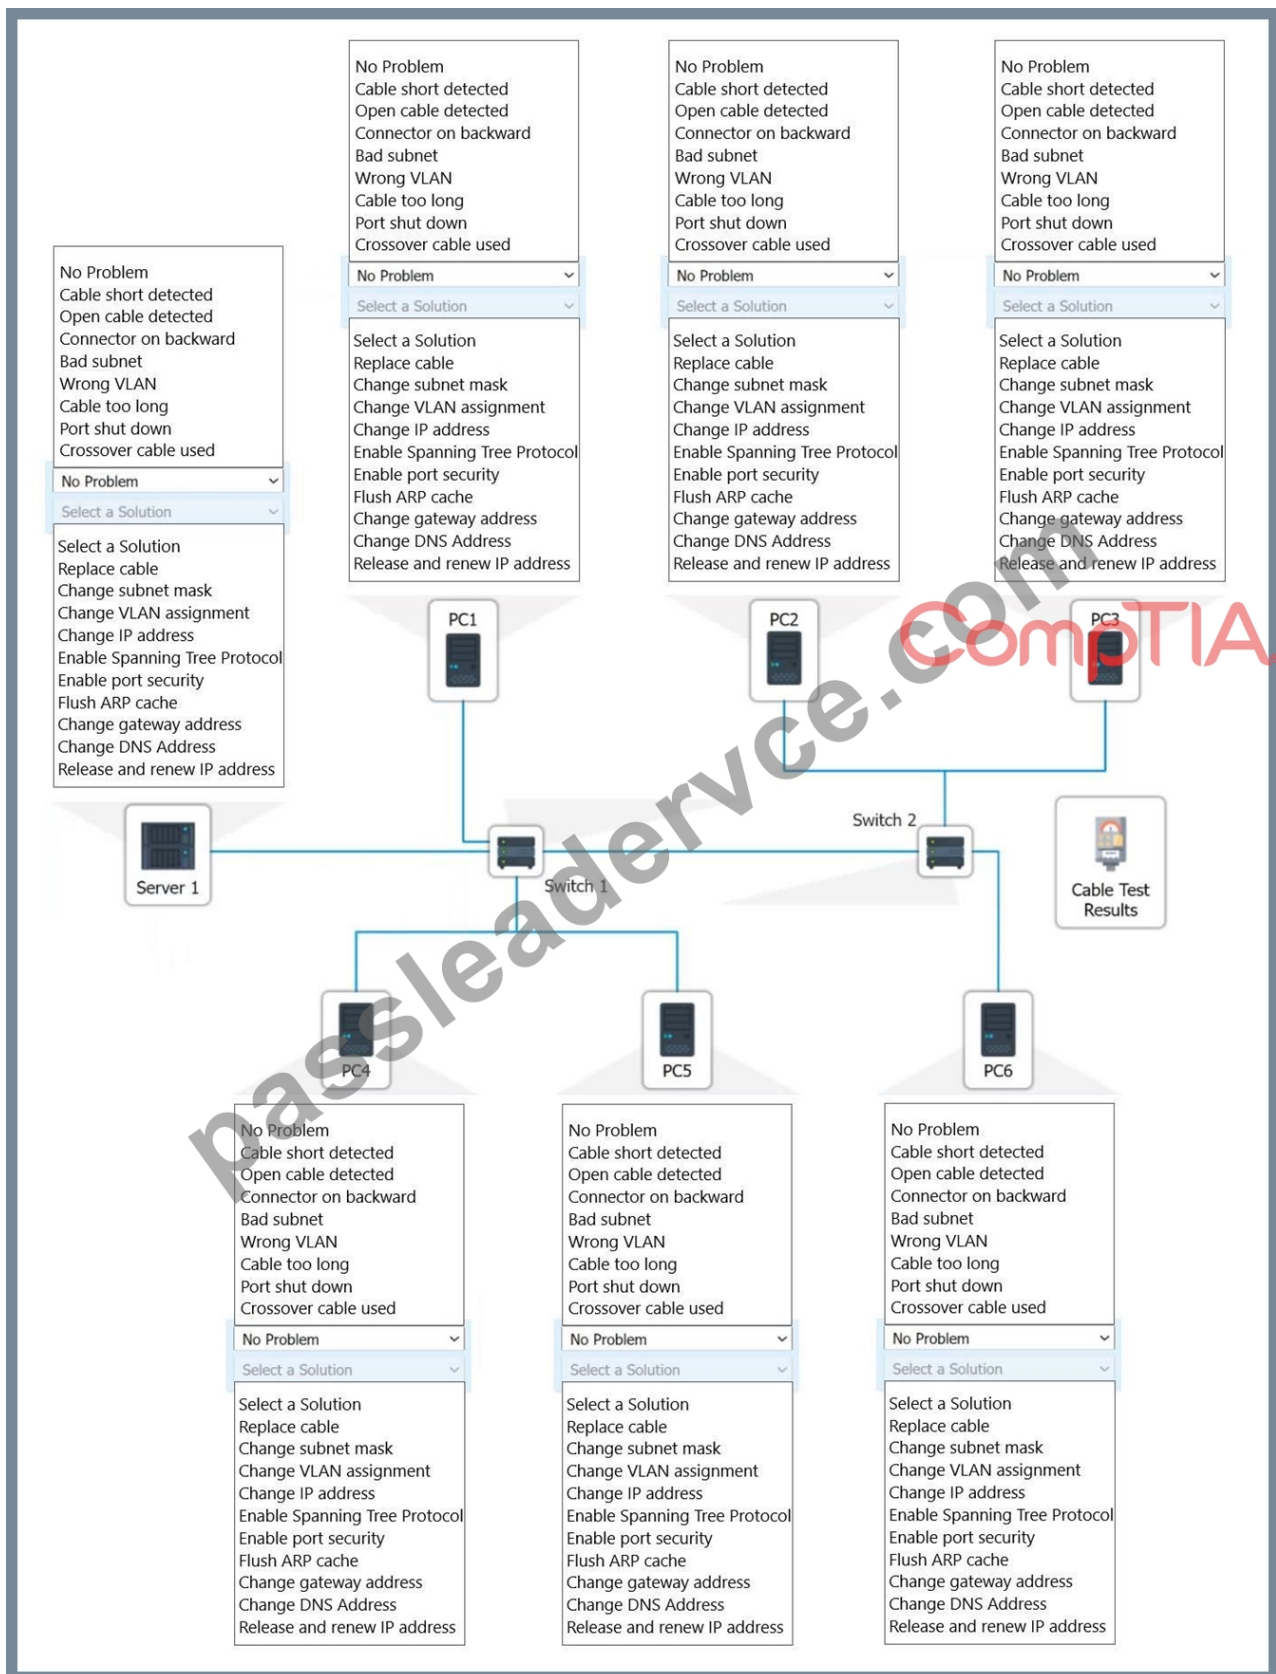 No Problem
Cable short detected
Open cable detected
Connector on backward
Bad subnet
Wrong VLAN
Cable too long
Port shut down
Crossover cable used
No Problem
Select a Solution
Select a Solution
Replace cable
Change subnet mask
Change VLAN assignment
Change IP address
Enable Spanning Tree Protocol
Enable port security
Flush ARP cache
Change gateway address
Change DNS Address
Release and renew IP address
PC1
No Problem
Cable short detected
Open cable detected
Connector on backward
Bad subnet
Wrong VLAN
Cable too long
Port shut down
Crossover cable used
No Problem
Select a Solution
Select a Solution
Replace cable
Change subnet mask
Change VLAN assignment
Change IP address
Enable Spanning Tree Protocol
Enable port security
Flush ARP cache
Change gateway address
Change DNS Address
Release and renew IP address
PC2
No Problem
Cable short detected
Open cable detected
Connector on backward
Bad subnet
Wrong VLAN
Cable too long
Port shut down
Crossover cable used
No Problem
Select a Solution
Select a Solution
Replace cable
Change subnet mask
Change VLAN assignment
Change IP address
Enable Spanning Tree Protocol
Enable port security
Flush ARP cache
Change gateway address
Change DNS Address
Release and renew IP address
PC3
CompTIA
No Problem
Cable short detected
Open cable detected
Connector on backward
Bad subnet
Wrong VLAN
Cable too long
Port shut down
Crossover cable used
No Problem
Select a Solution
Select a Solution
Replace cable
Change subnet mask
Change VLAN assignment
Change IP address
Enable Spanning Tree Protocol
Enable port security
Flush ARP cache
Change gateway address
Change DNS Address
Release and renew IP address
Server 1
Switch 1
Switch 2
Cable Test
Results
passleadervce.com
PC4
No Problem
Cable short detected
Open cable detected
Connector on backward
Bad subnet
Wrong VLAN
Cable too long
Port shut down
Crossover cable used
No Problem
Select a Solution
Select a Solution
Replace cable
Change subnet mask
Change VLAN assignment
Change IP address
Enable Spanning Tree Protocol
Enable port security
Flush ARP cache
Change gateway address
Change DNS Address
Release and renew IP address
PC5
No Problem
Cable short detected
Open cable detected
Connector on backward
Bad subnet
Wrong VLAN
Cable too long
Port shut down
Crossover cable used
No Problem
Select a Solution
Select a Solution
Replace cable
Change subnet mask
Change VLAN assignment
Change IP address
Enable Spanning Tree Protocol
Enable port security
Flush ARP cache
Change gateway address
Change DNS Address
Release and renew IP address
PC6
No Problem
Cable short detected
Open cable detected
Connector on backward
Bad subnet
Wrong VLAN
Cable too long
Port shut down
Crossover cable used
No Problem
Select a Solution
Select a Solution
Replace cable
Change subnet mask
Change VLAN assignment
Change IP address
Enable Spanning Tree Protocol
Enable port security
Flush ARP cache
Change gateway address
Change DNS Address
Release and renew IP address